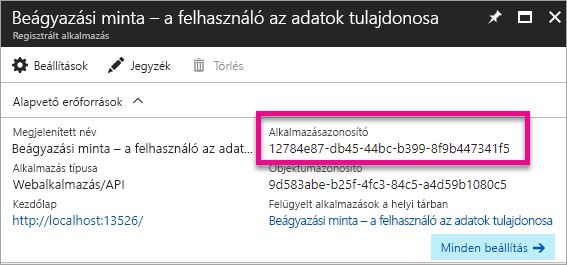 Beágyazási minta – a felhasználó az adatok tulajdonosa
Regisztrált alkalmazás
Beállítások Jegyzék Törlés
Alapvető erőforrások
Megjelenített név
Beágyazási minta – a felhasználó az adat...
Alkalmazás típusa
Webalkalmazás/API
Kezdőlap
http://localhost:13526/
Alkalmazásazonosító
12784e87-db45-44bc-b399-8f9b447341f5
Objektumazonosító
9d583abe-b25f-4fc3-84c5-a4d59b1080c5
Felügyelt alkalmazások a helyi tárban
Beágyazási minta – a felhasználó az adatok tulajdonosa
Minden beállítás